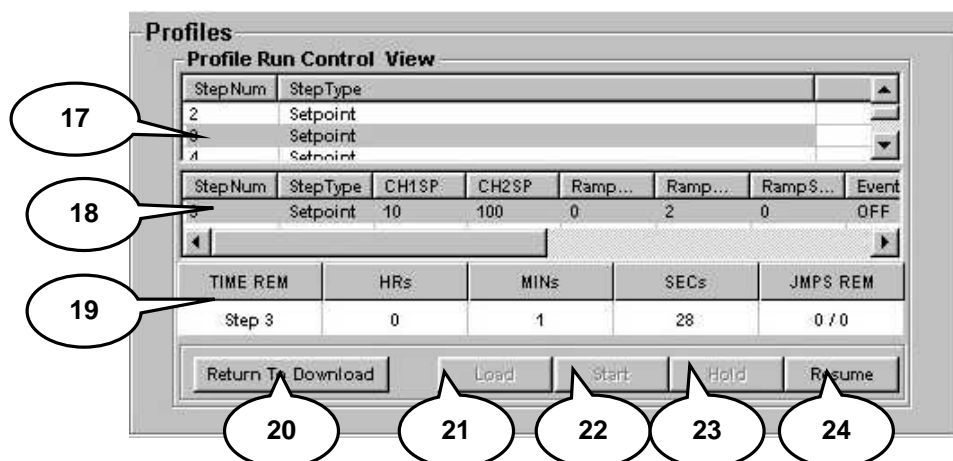 Profiles
Profile Run Control View
StepNum StepType
2 Setpoint
17
3 Setpoint
4 Setpoint
StepNum StepType CH1SP CH2SP Ramp... Ramp... RampS... Event
18
3 Setpoint 10 100 0 2 0 OFF
TIME REM HRs MINs SECs JMPS REM
19
Step 3 0 1 28 0 / 0
Return To Download Load Start Hold Resume
20 21 22 23 24